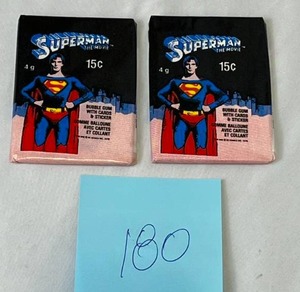 SUPERMAN
THE MOVIE
4 g
15¢
BUBBLE GUM
WITH CARDS
& STICKER
GOMME BALLOUNE
AVEC CARTES
ET COLLANT
SUPERMAN
THE MOVIE
4 g
15¢
BUBBLE GUM
WITH CARDS
& STICKER
GOMME BALLOUNE
AVEC CARTES
ET COLLANT
180